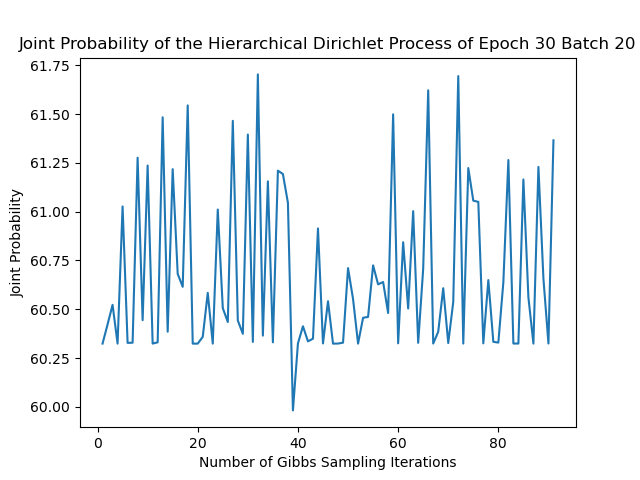 Joint Probability of the Hierarchical Dirichlet Process of Epoch 30 Batch 20
61.75
61.50
61.25
61.00
60.75
60.50
60.25
60.00
Joint Probability
0 20 40 60 80
Number of Gibbs Sampling Iterations